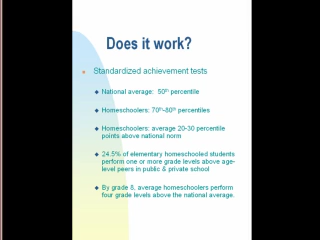 Does it work?
Standardized achievement tests
National average: 50th percentile
Homeschoolers: 70th-80th percentiles
Homeschoolers: average 20-30 percentile
points above national norm
24.5% of elementary homeschooled students
perform one or more grade levels above age-
level peers in public & private school
By grade 8, average homeschoolers perform
four grade levels above the national average.